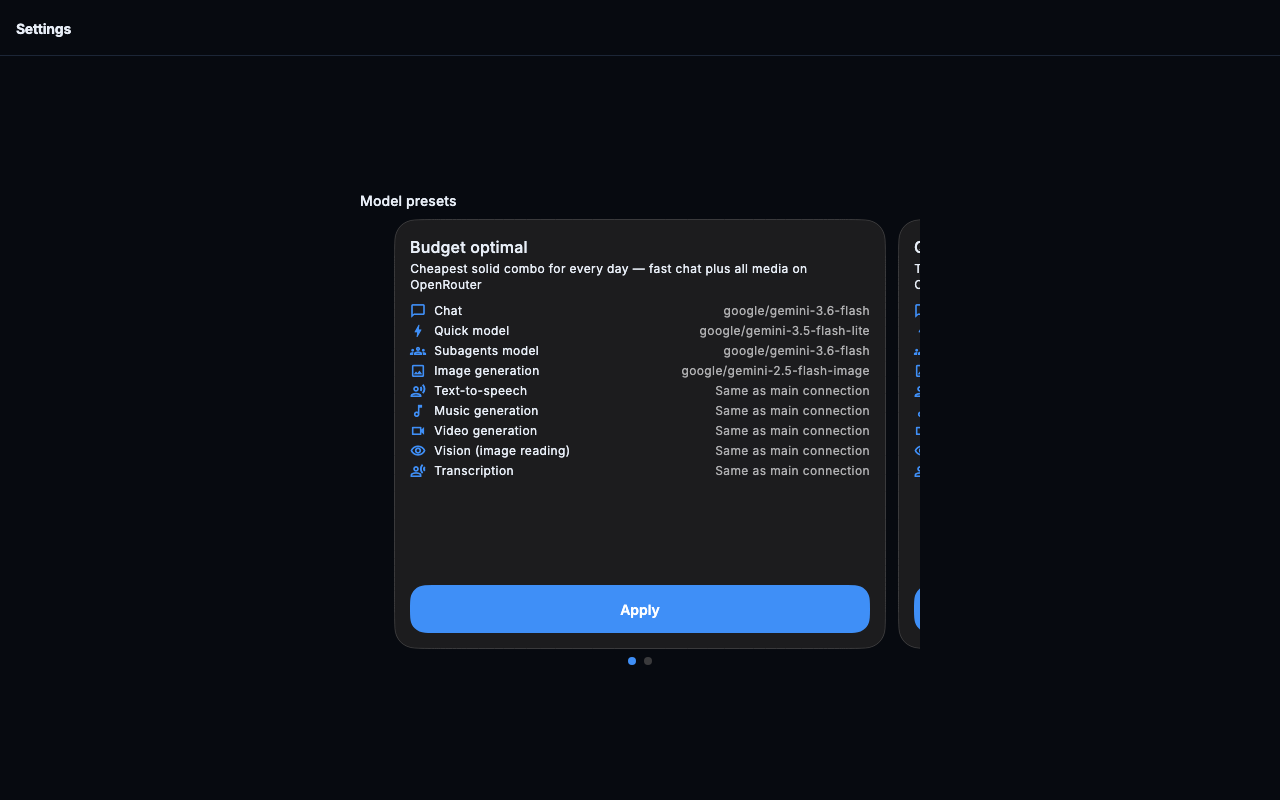 Settings
Model presets
Budget optimal
Cheapest solid combo for every day — fast chat plus all media on
OpenRouter
Chat google/gemini-3.6-flash
Quick model google/gemini-3.5-flash-lite
Subagents model google/gemini-3.6-flash
Image generation google/gemini-2.5-flash-image
Text-to-speech Same as main connection
Music generation Same as main connection
Video generation Same as main connection
Vision (image reading) Same as main connection
Transcription Same as main connection
Apply